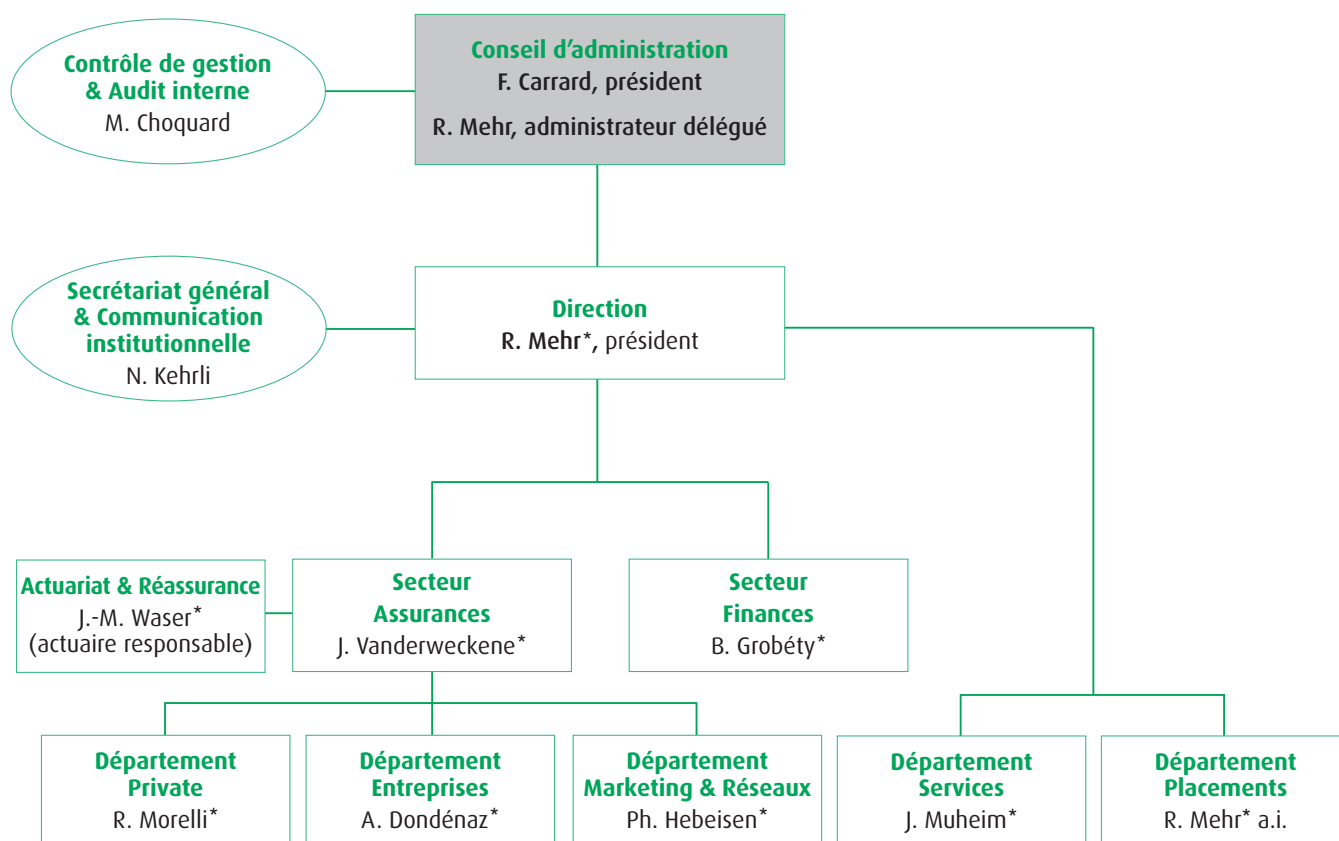 Contrôle de gestion
& Audit interne
M. Choquard
Conseil d'administration
F. Carrard, président
R. Mehr, administrateur délégué
Secrétariat général
& Communication
institutionnelle
N. Kehrli
Direction
R. Mehr*, président
Actuariat & Réassurance
J.-M. Waser*
(actuaire responsable)
Secteur
Assurances
J. Vanderweckene*
Secteur
Finances
B. Grobéty*
Département
Private
R. Morelli*
Département
Entreprises
A. Dondénaz*
Département
Marketing & Réseaux
Ph. Hebeisen*
Département
Services
J. Muheim*
Département
Placements
R. Mehr* a.i.